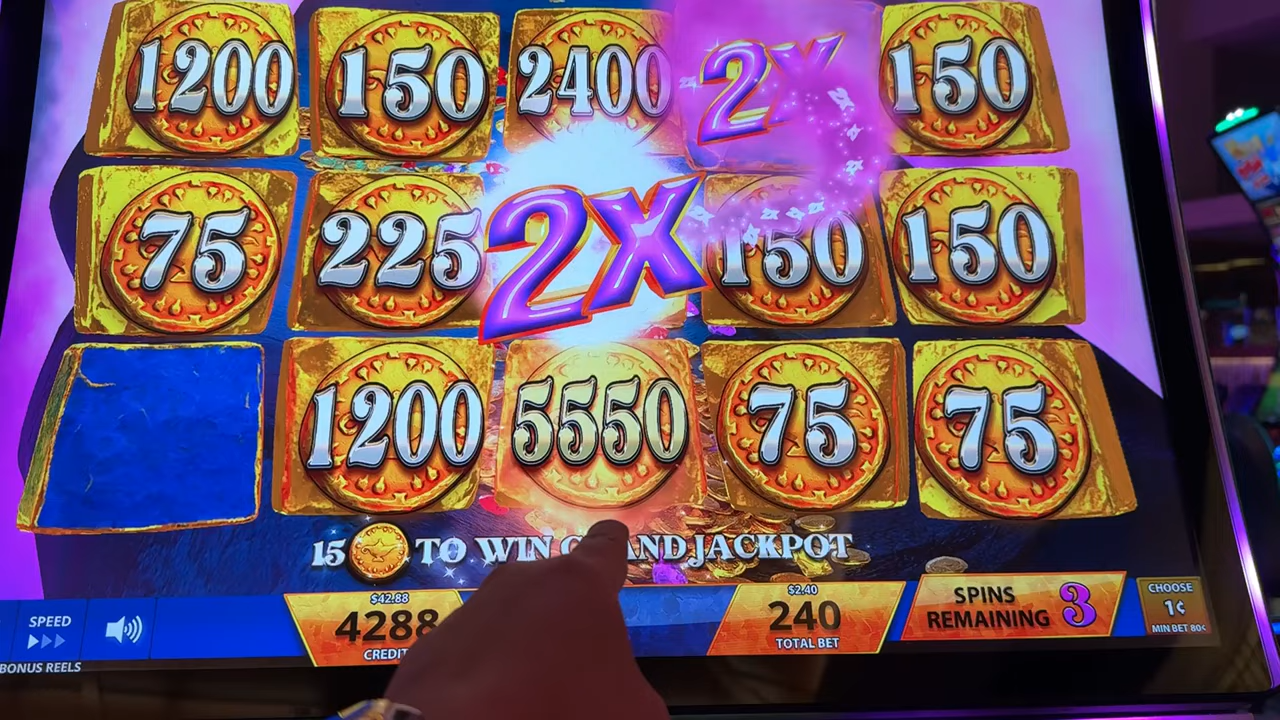 1200 150 2400 2X 150
75 225 2X 150 150
1200 5550 75 75
15 TO WIN GRAND JACKPOT
SPEED
BONUS REELS
$42.88
4288
CREDIT
$2.40
240
TOTAL BET
SPINS
REMAINING 3
CHOOSE
1¢
MIN BET 80¢